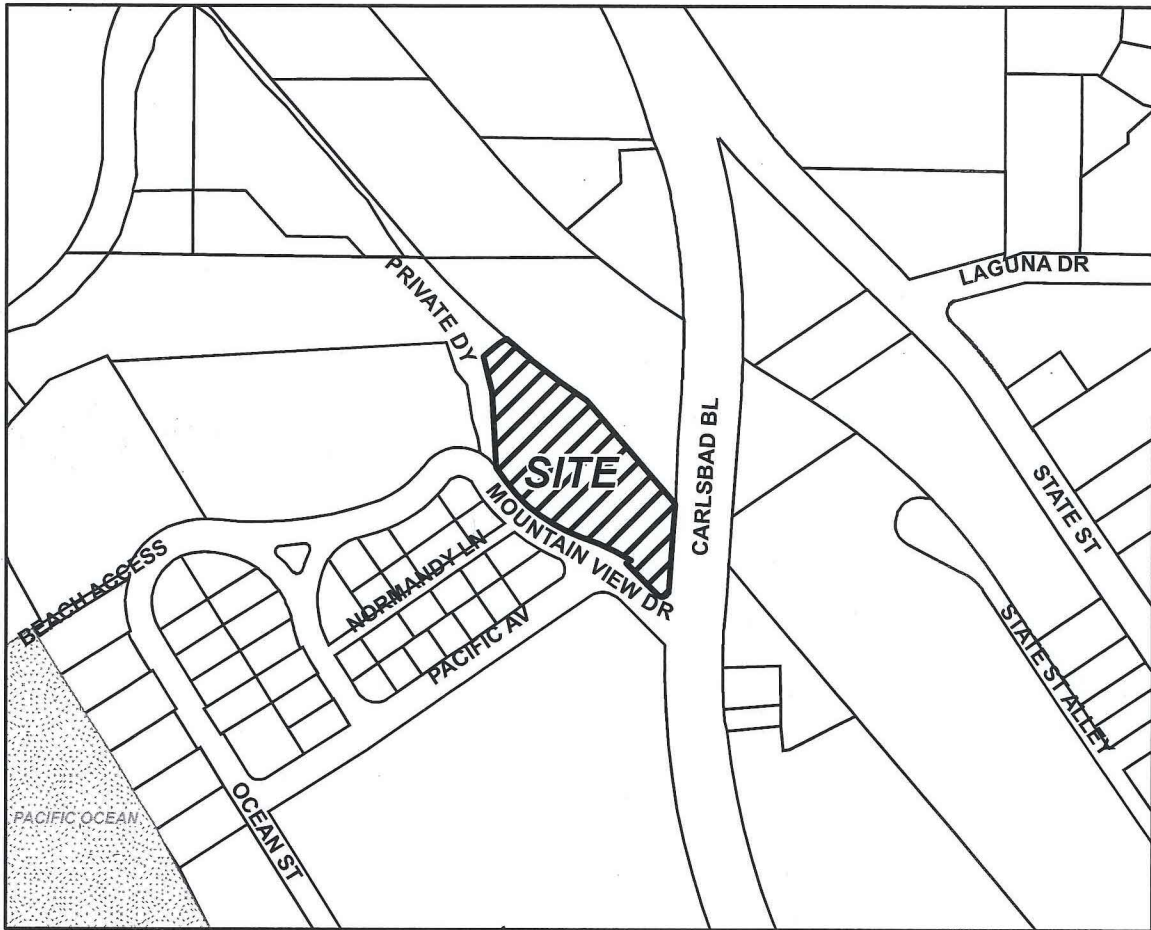 LAGUNA DR
PRIVATE DY
CARLSBAD BL
SITE
STATE ST
MOUNTAIN VIEW DR
NORMANDY LN
BEACH ACCESS
PACIFIC AV
STATE ST ALLEY
OCEAN ST
PACIFIC OCEAN